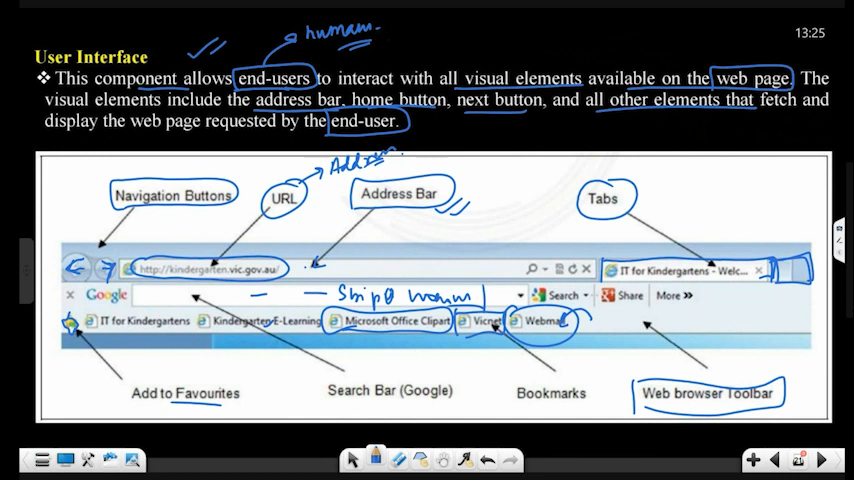 humam.
13:25
User Interface
❖ This component allows end-users to interact with all visual elements available on the web page. The
visual elements include the address bar, home button, next button, and all other elements that fetch and
display the web page requested by the end-user.
Navigation Buttons
URL
Address Bar
Tabs
http://kindergarten.vic.gov.au/
IT for Kindergartens - Welc...
x Google
Search
Share
More »
IT for Kindergartens
Kindergarten E-Learning
Microsoft Office Clipart
Vicnet
Webma
Add to Favourites
Search Bar (Google)
Bookmarks
Web browser Toolbar
21